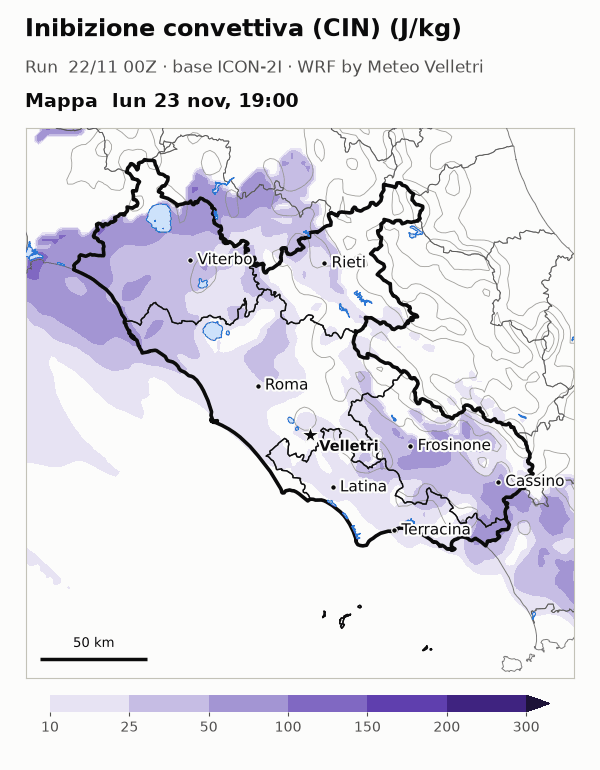 Inibizione convettiva (CIN) (J/kg)
Run 22/11 00Z · base ICON-2I · WRF by Meteo Velletri
Mappa lun 23 nov, 19:00
Viterbo
Rieti
Roma
Velletri
Frosinone
Cassino
Latina
Terracina
50 km
10 25 50 100 150 200 300